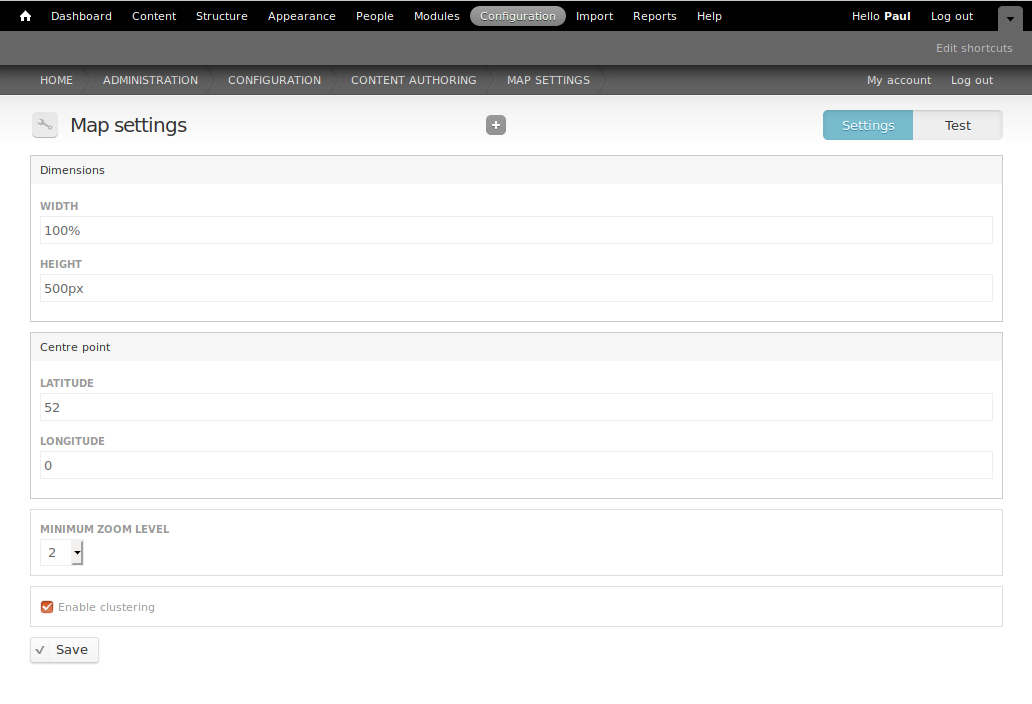 Dashboard Content Structure Appearance People Modules Configuration Import Reports Help Hello Paul Log out
Edit shortcuts
HOME ADMINISTRATION CONFIGURATION CONTENT AUTHORING MAP SETTINGS My account Log out
Map settings Settings Test
Dimensions
WIDTH
100%
HEIGHT
500px
Centre point
LATITUDE
52
LONGITUDE
0
MINIMUM ZOOM LEVEL
2
Enable clustering
Save